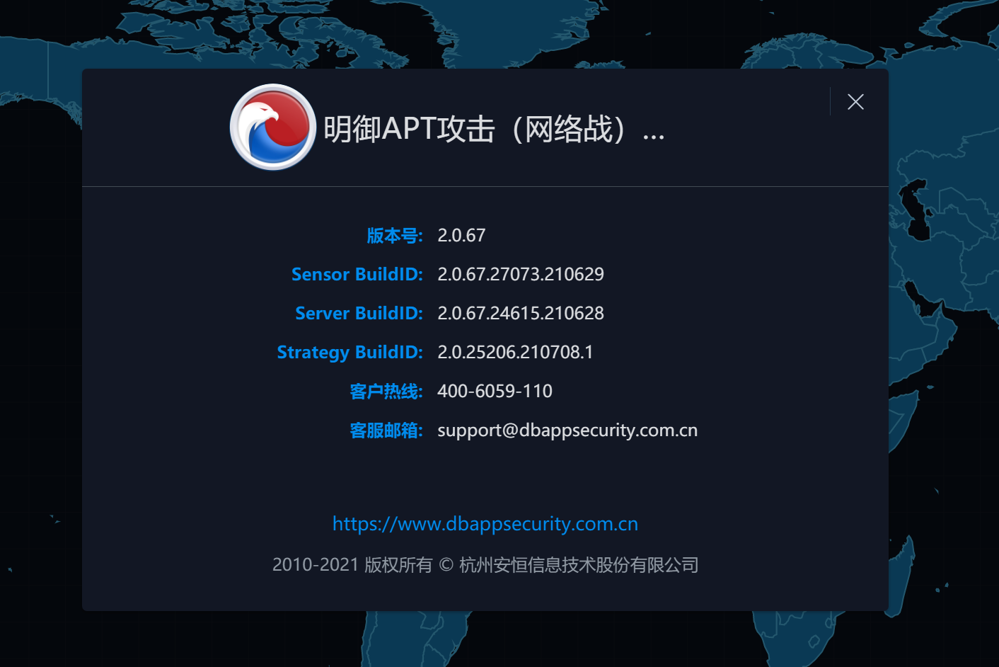 明御APT攻击（网络战）...
版本号: 2.0.67
Sensor BuildID: 2.0.67.27073.210629
Server BuildID: 2.0.67.24615.210628
Strategy BuildID: 2.0.25206.210708.1
客户热线: 400-6059-110
客服邮箱: support@dbappsecurity.com.cn
https://www.dbappsecurity.com.cn
2010-2021 版权所有 © 杭州安恒信息技术股份有限公司